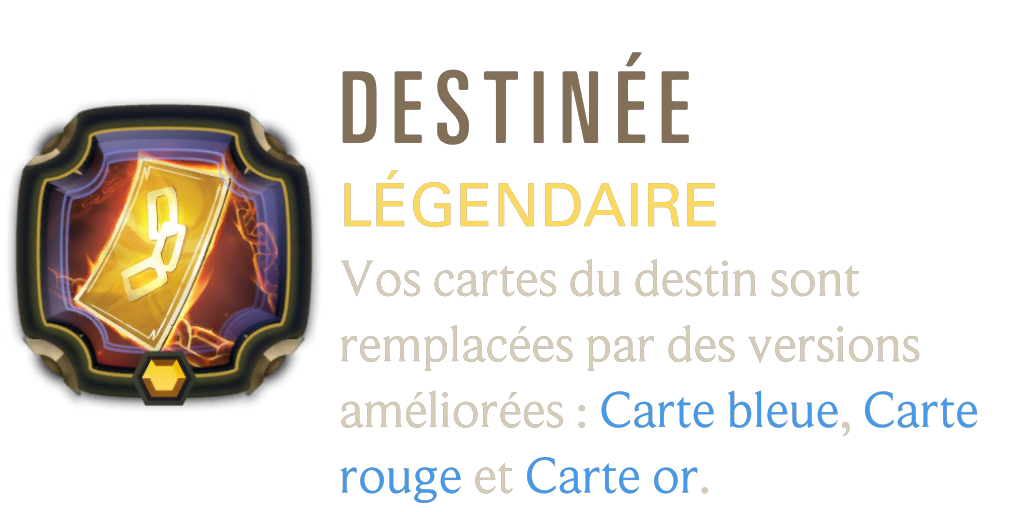 DESTINÉE
LÉGENDAIRE
Vos cartes du destin sont
remplacées par des versions
améliorées : Carte bleue, Carte
rouge et Carte or.